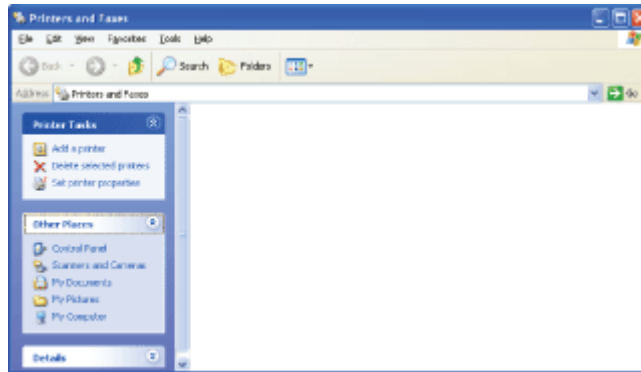 Printers and Faxes
File Edit View Favorites Tools Help
Back Search Folders
Address Printers and Faxes Go
Printer Tasks
Add a printer
Delete selected printers
Set printer properties
Other Places
Control Panel
Scanners and Cameras
My Documents
My Pictures
My Computer
Details